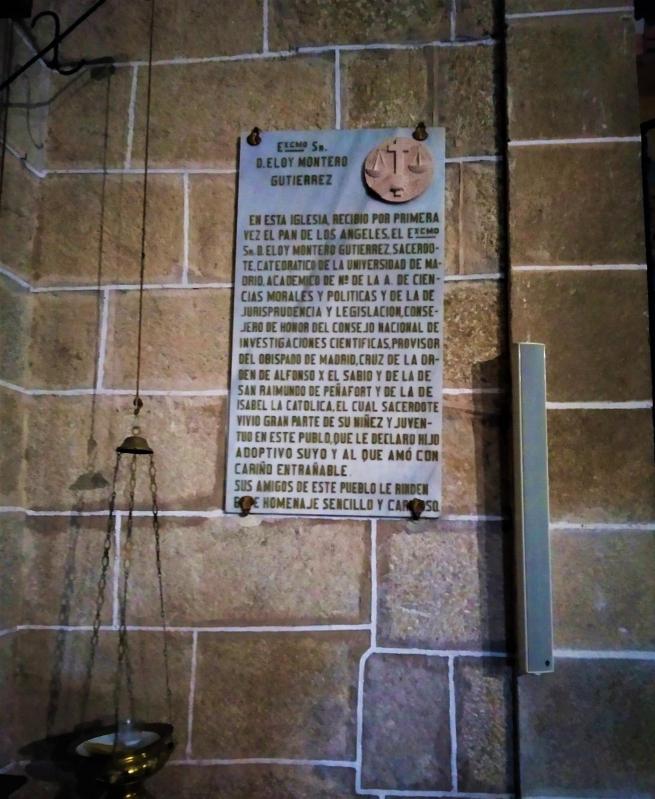 EXCMO SR.
D. ELOY MONTERO
GUTIERREZ
EN ESTA IGLESIA, RECIBIO POR PRIMERA
VEZ EL PAN DE LOS ANGELES, EL EXCMO
SR. D. ELOY MONTERO GUTIERREZ, SACERDO-
TE, CATEDRATICO DE LA UNIVERSIDAD DE MA-
DRID, ACADEMICO DE Nº DE LA A. DE CIEN-
CIAS MORALES Y POLITICAS Y DE LA DE
JURISPRUDENCIA Y LEGISLACION, CONSE-
JERO DE HONOR DEL CONSEJO NACIONAL DE
INVESTIGACIONES CIENTIFICAS, PROVISOR
DEL OBISPADO DE MADRID, CRUZ DE LA OR-
DEN DE ALFONSO X EL SABIO Y DE LA DE
SAN RAIMUNDO DE PEÑAFORT Y DE LA DE
ISABEL LA CATOLICA, EL CUAL SACERDOTE
VIVIO GRAN PARTE DE SU NIÑEZ Y JUVEN-
TUD EN ESTE PUBLO, QUE LE DECLARO HIJO
ADOPTIVO SUYO Y AL QUE AMÓ CON
CARIÑO ENTRAÑABLE.
SUS AMIGOS DE ESTE PUEBLO LE RINDEN
ESTE HOMENAJE SENCILLO Y CARIÑOSO.